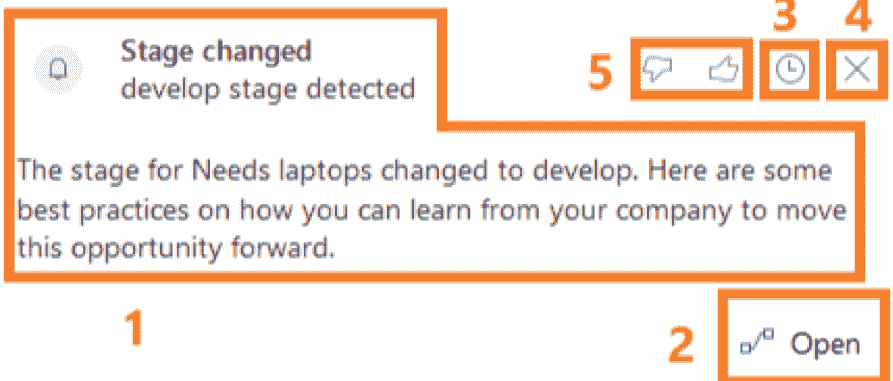 Stage changed
develop stage detected
5
3
4
The stage for Needs laptops changed to develop. Here are some
best practices on how you can learn from your company to move
this opportunity forward.
1
2
Open